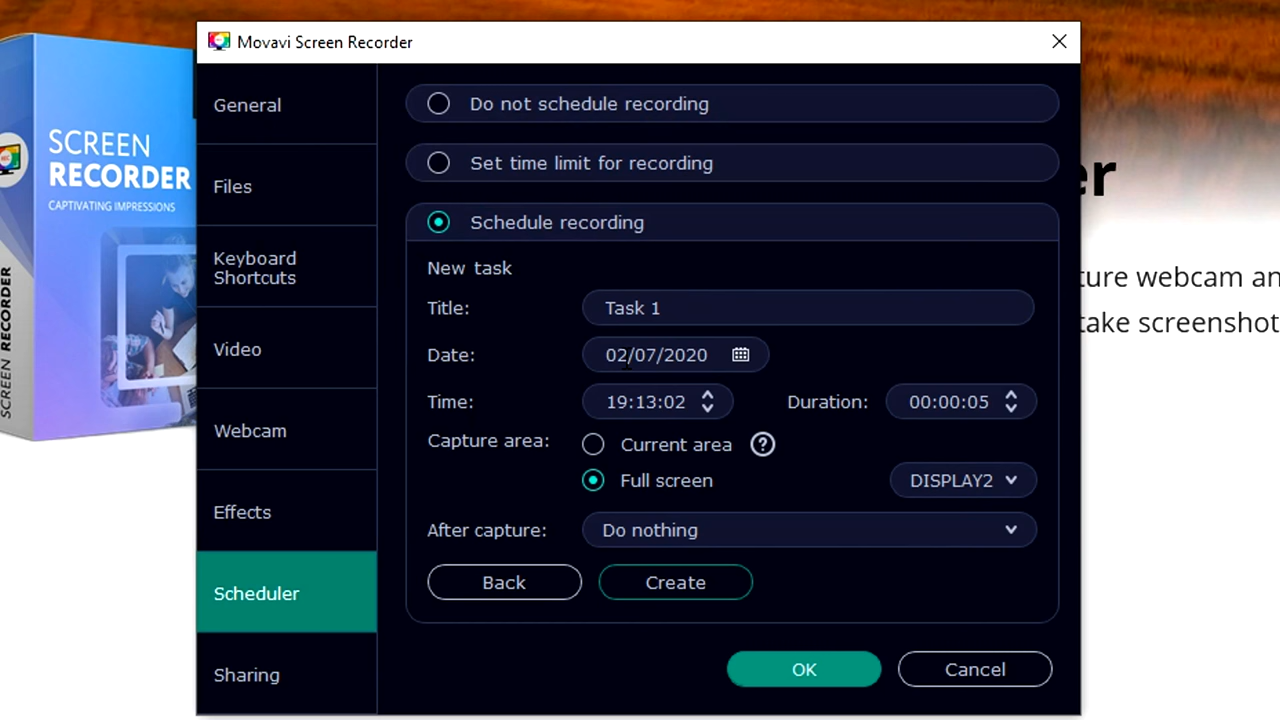 Movavi Screen Recorder
General
Files
Keyboard
Shortcuts
Video
Webcam
Effects
Scheduler
Sharing
Do not schedule recording
Set time limit for recording
Schedule recording
New task
Title: Task 1
Date: 02/07/2020
Time: 19:13:02 Duration: 00:00:05
Capture area: Current area ?
Full screen DISPLAY2
After capture: Do nothing
Back Create
OK Cancel
SCREEN
RECORDER
CAPTIVATING IMPRESSIONS
SCREEN RECORDER
er
ture webcam an
take screenshot